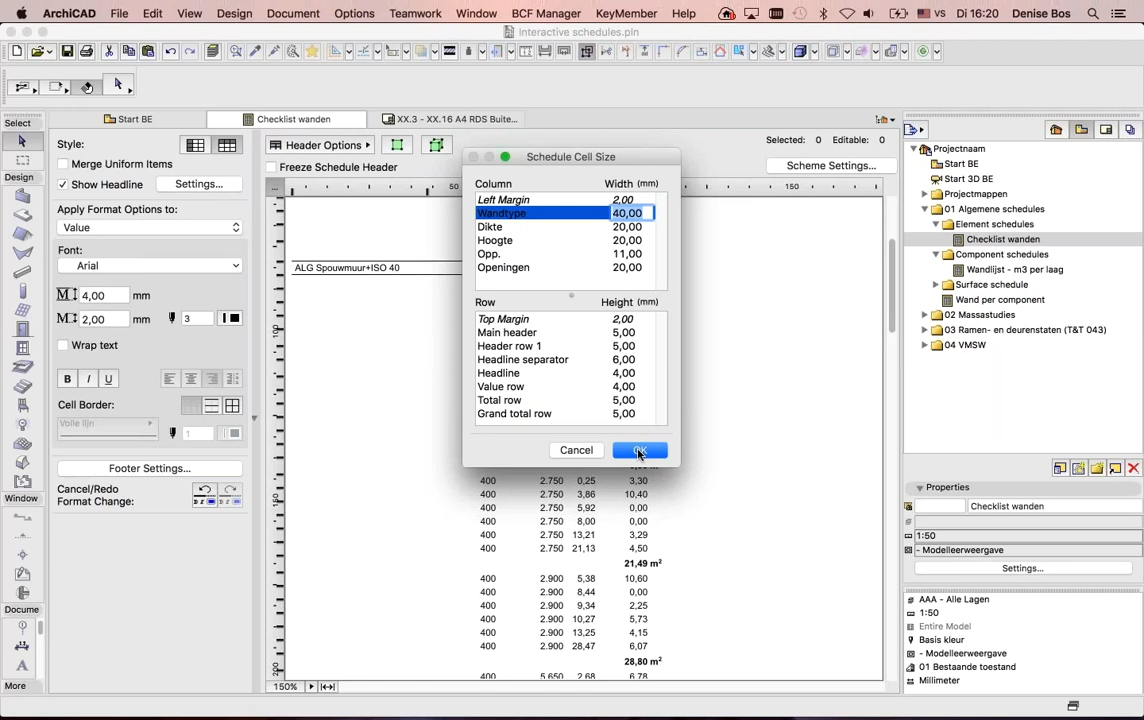 ArchiCAD File Edit View Design Document Options Teamwork Window BCF Manager KeyMember Help VS Di 16:20 Denise Bos
Interactive schedules.pln
Select
Start BE
Checklist wanden
XX.3 - XX.16 A4 RDS Buite...
Style:
Merge Uniform Items
Show Headline
Settings...
Header Options
Freeze Schedule Header
Selected: 0 Editable: 0
Scheme Settings...
Design
Apply Format Options to:
Value
Font:
Arial
4,00 mm
2,00 mm
3
Wrap text
B I U
Cell Border:
Volle lijn
1
Footer Settings...
Cancel/Redo
Format Change:
Window
Docume
More
50
150
100
150
200
ALG Spouwmuur+ISO 40
Schedule Cell Size
Column Width (mm)
Left Margin 2,00
Wandtype 40,00
Dikte 20,00
Hoogte 20,00
Opp. 11,00
Openingen 20,00
Row Height (mm)
Top Margin 2,00
Main header 5,00
Header row 1 5,00
Headline separator 6,00
Headline 4,00
Value row 4,00
Total row 5,00
Grand total row 5,00
Cancel
OK
400 2.750 0,25 3,30
400 2.750 3,86 10,40
400 2.750 5,92 0,00
400 2.750 8,00 0,00
400 2.750 13,21 3,29
400 2.750 21,13 4,50
21,49 m²
400 2.900 5,38 10,60
400 2.900 8,44 0,00
400 2.900 9,34 2,25
400 2.900 10,27 5,73
400 2.900 13,25 4,15
400 2.900 28,47 6,07
28,80 m²
400 5.650 2,68 6,78
150%
Projectnaam
Start BE
Start 3D BE
Projectmappen
01 Algemene schedules
Element schedules
Checklist wanden
Component schedules
Wandlijst - m3 per laag
Surface schedule
Wand per component
02 Massastudies
03 Ramen- en deurenstaten (T&T 043)
04 VMSW
Properties
Checklist wanden
1:50
- Modelleerweergave
Settings...
AAA - Alle Lagen
1:50
Entire Model
Basis kleur
- Modelleerweergave
01 Bestaande toestand
Millimeter